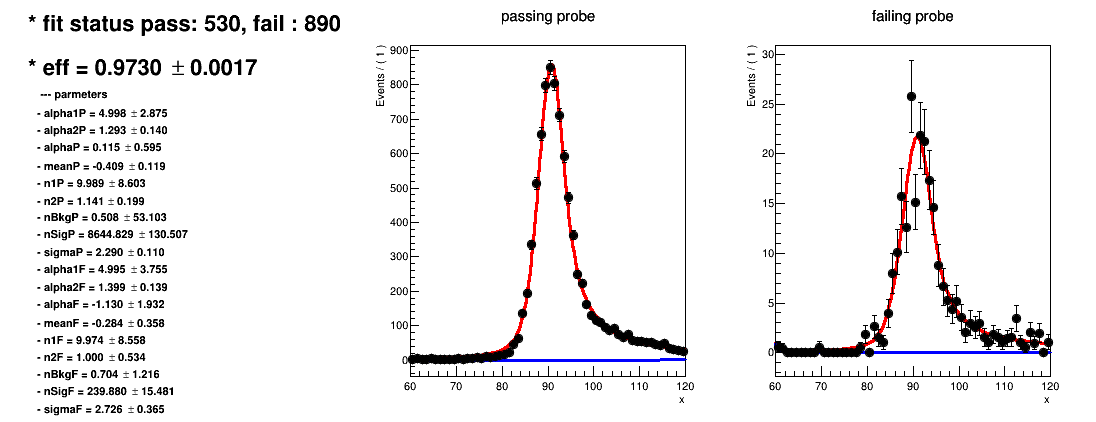 * fit status pass: 530, fail : 890
* eff = 0.9730 ± 0.0017
--- parmeters
- alpha1P = 4.998 ± 2.875
- alpha2P = 1.293 ± 0.140
- alphaP = 0.115 ± 0.595
- meanP = -0.409 ± 0.119
- n1P = 9.989 ± 8.603
- n2P = 1.141 ± 0.199
- nBkgP = 0.508 ± 53.103
- nSigP = 8644.829 ± 130.507
- sigmaP = 2.290 ± 0.110
- alpha1F = 4.995 ± 3.755
- alpha2F = 1.399 ± 0.139
- alphaF = -1.130 ± 1.932
- meanF = -0.284 ± 0.358
- n1F = 9.974 ± 8.558
- n2F = 1.000 ± 0.534
- nBkgF = 0.704 ± 1.216
- nSigF = 239.880 ± 15.481
- sigmaF = 2.726 ± 0.365
passing probe
Events / ( 1 )
900
800
700
600
500
400
300
200
100
0
60 70 80 90 100 110 120
x
failing probe
Events / ( 1 )
30
25
20
15
10
5
0
60 70 80 90 100 110 120
x